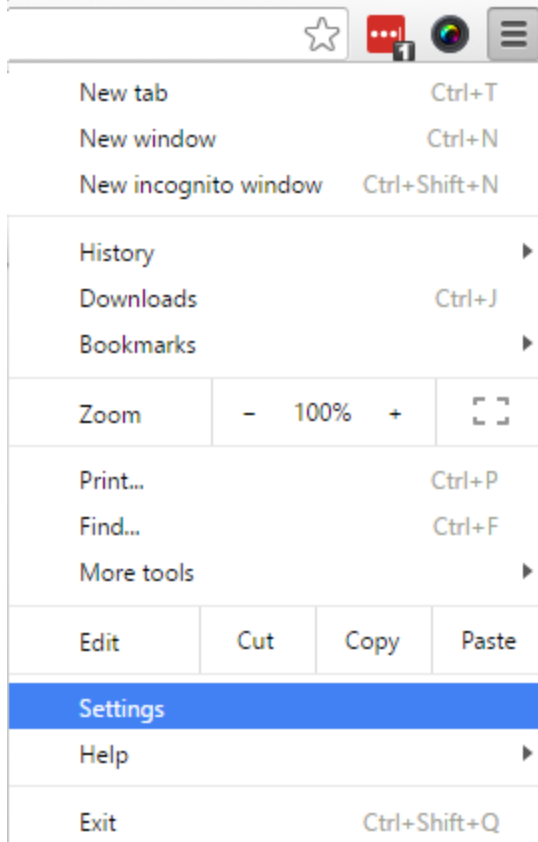 1
New tab Ctrl+T
New window Ctrl+N
New incognito window Ctrl+Shift+N
History
Downloads Ctrl+J
Bookmarks
Zoom - 100% +
Print... Ctrl+P
Find... Ctrl+F
More tools
Edit Cut Copy Paste
Settings
Help
Exit Ctrl+Shift+Q